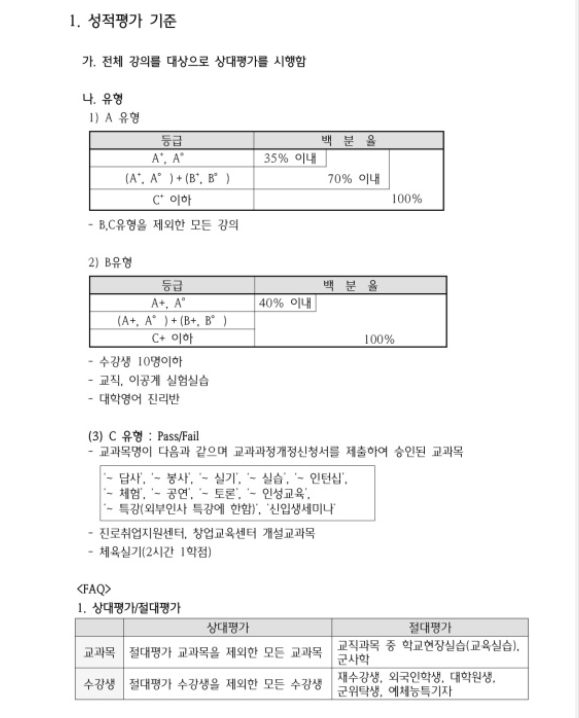 1. 성적평가 기준
가. 전체 강의를 대상으로 상대평가를 시행함
나. 유형
1) A 유형
등급 백 분 율
A⁺, A° 35% 이내
(A⁺, A° )+(B⁺, B° ) 70% 이내
C⁺ 이하 100%
- B,C유형을 제외한 모든 강의
2) B유형
등급 백 분 율
A+, A° 40% 이내
(A+, A° )+(B+, B° )
C+ 이하 100%
- 수강생 10명이하
- 교직, 이공계 실험실습
- 대학영어 진리반
(3) C 유형 : Pass/Fail
- 교과목명이 다음과 같으며 교과과정개정신청서를 제출하여 승인된 교과목
'~ 답사', '~ 봉사', '~ 실기', '~ 실습', '~ 인턴십',
'~ 체험', '~ 공연', '~ 토론', '~ 인성교육',
'~ 특강(외부인사 특강에 한함)', '신입생세미나'
- 진로취업지원센터, 창업교육센터 개설교과목
- 체육실기(2시간 1학점)
<FAQ>
1. 상대평가/절대평가
상대평가 절대평가
교과목 절대평가 교과목을 제외한 모든 교과목 교직과목 중 학교현장실습(교육실습),
군사학
수강생 절대평가 수강생을 제외한 모든 수강생 재수강생, 외국인학생, 대학원생,
군위탁생, 예체능특기자